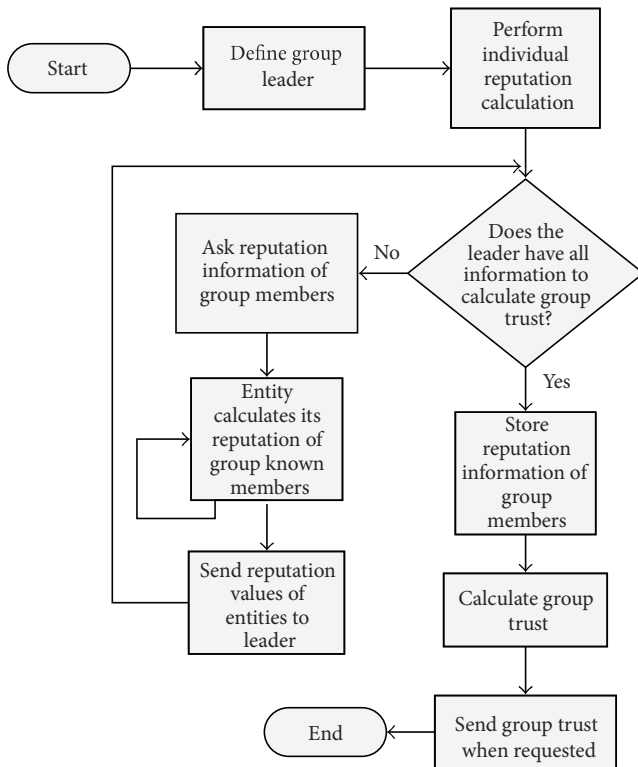 Start
Define group
leader
Perform
individual
reputation
calculation
Does the
leader have all
information to
calculate group
trust?
No
Ask reputation
information of
group members
Entity
calculates its
reputation of
group known
members
Send reputation
values of
entities to
leader
Yes
Store
reputation
information of
group
members
Calculate group
trust
Send group trust
when requested
End